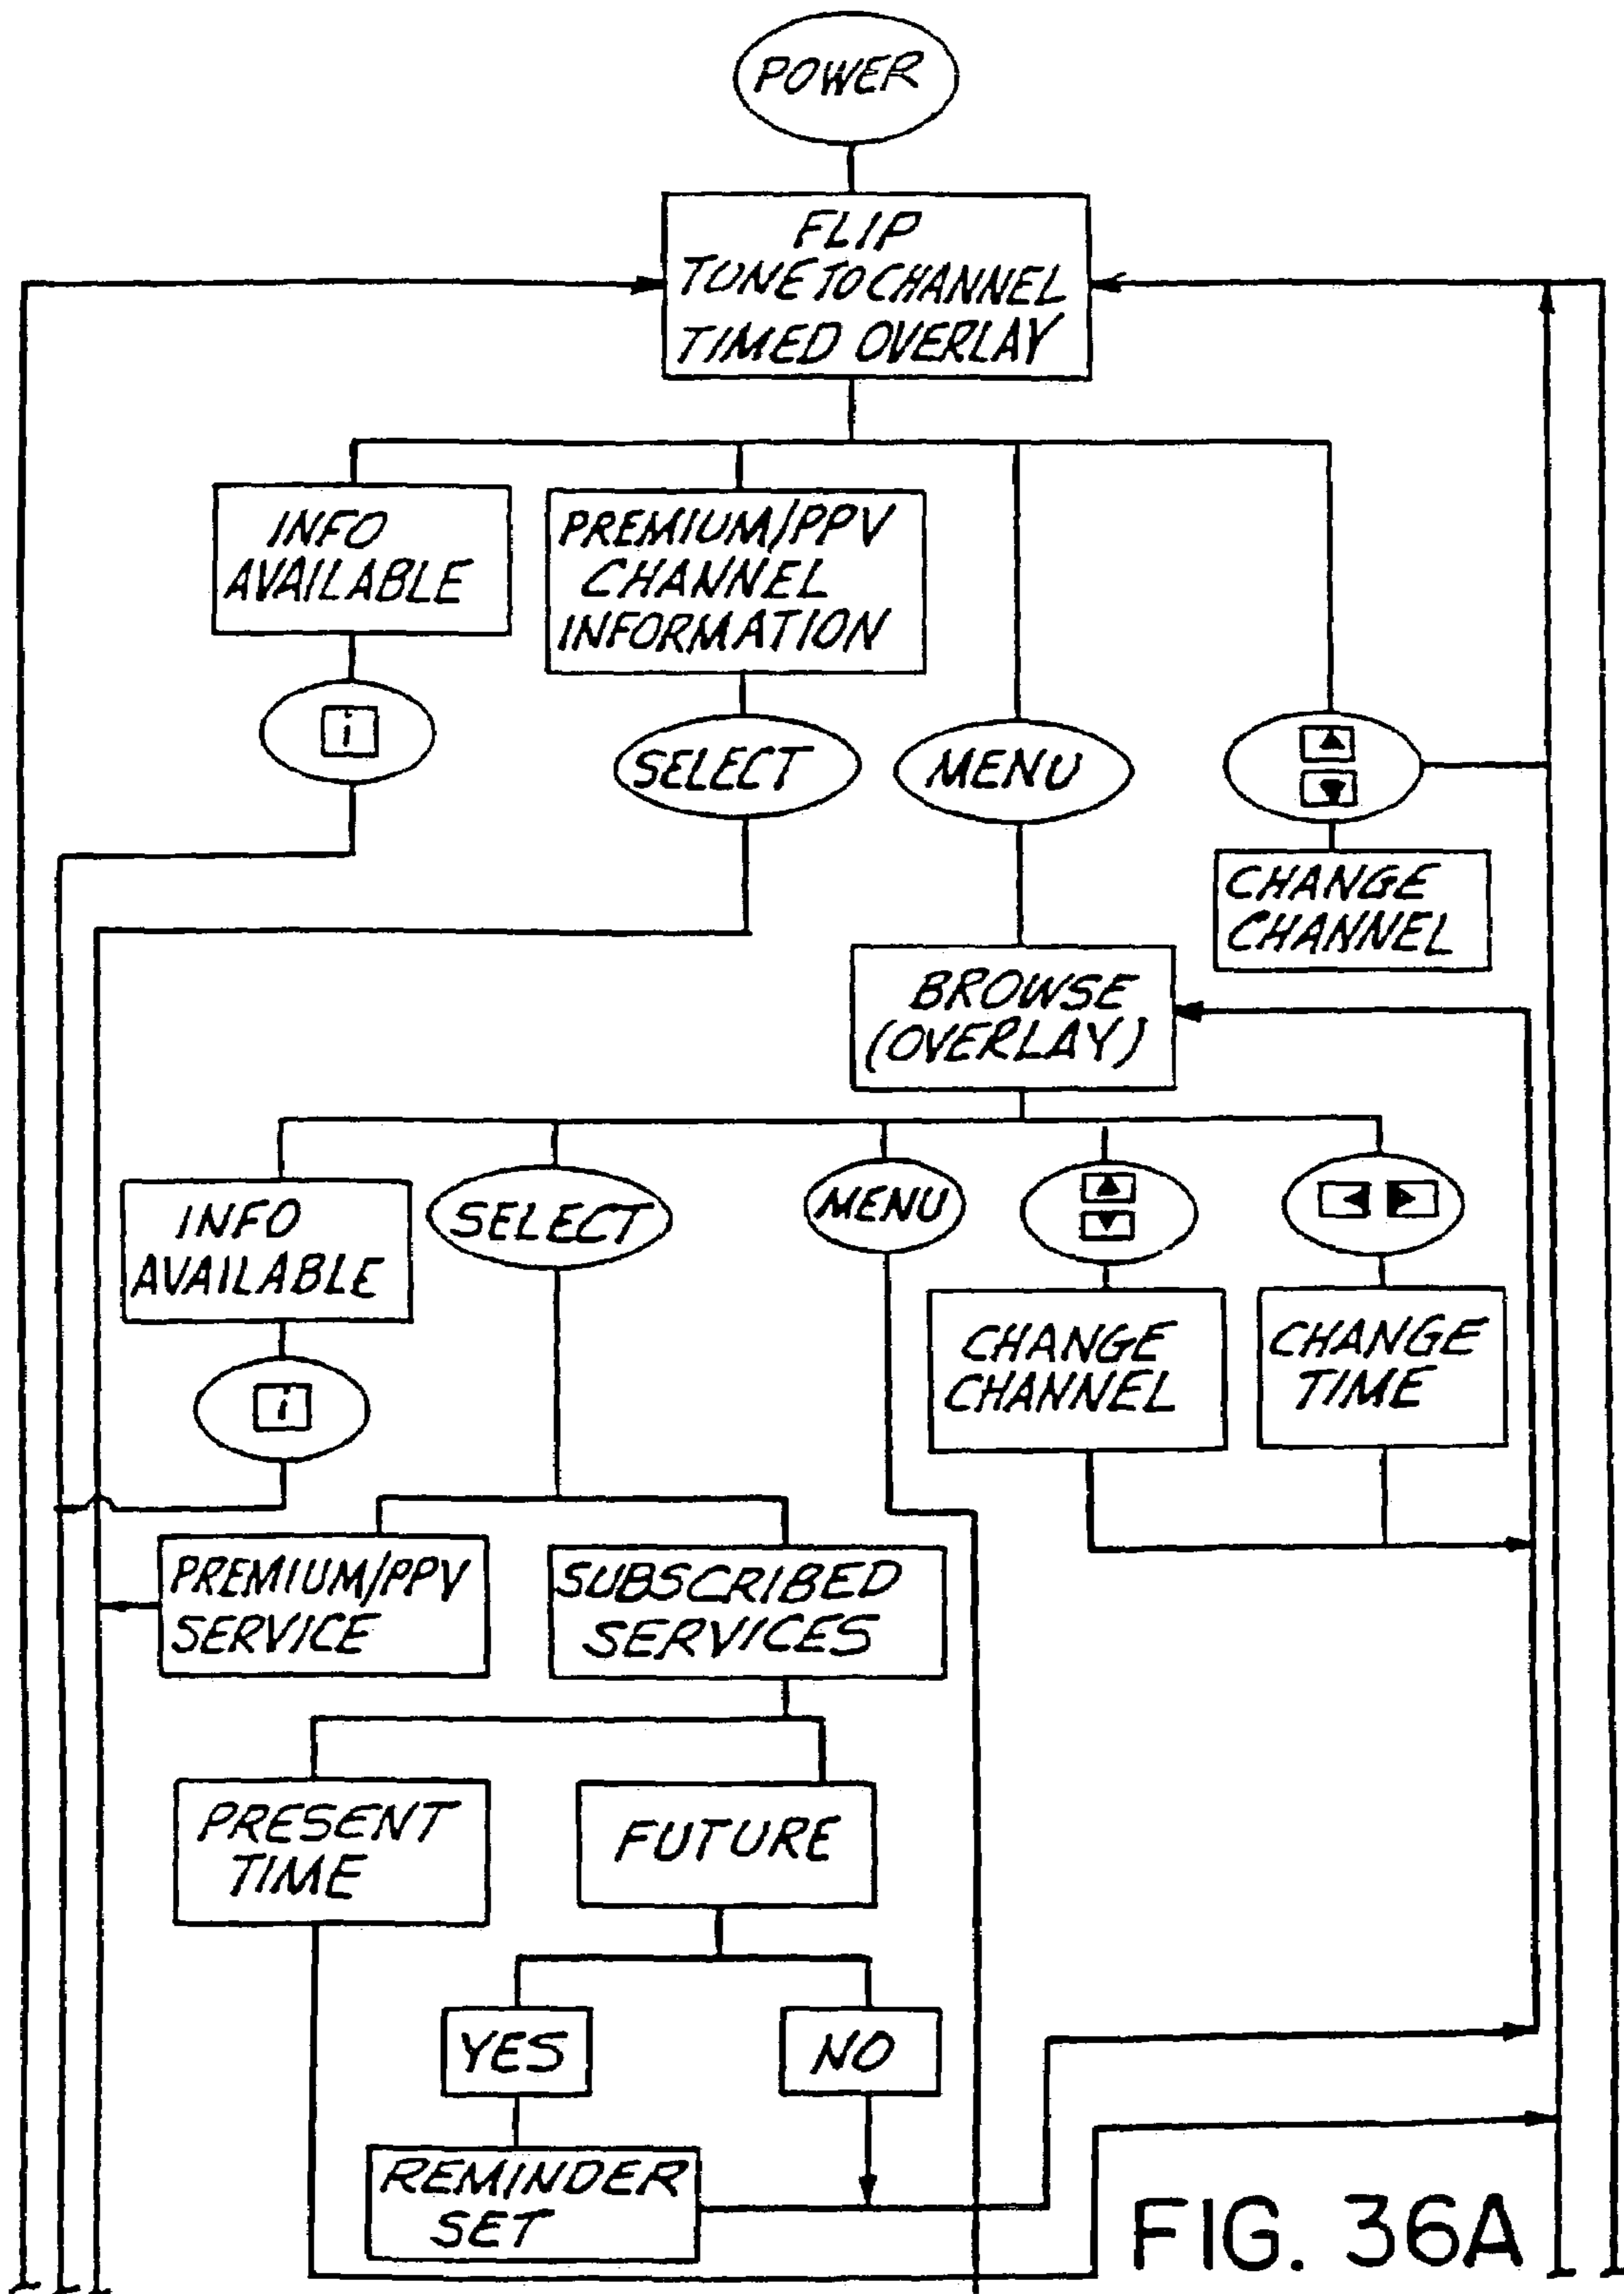 POWER
FLIP
TUNE TO CHANNEL
TIMED OVERLAY
INFO
AVAILABLE
PREMIUM/PPV
CHANNEL
INFORMATION
i
SELECT
MENU
CHANGE
CHANNEL
BROWSE
(OVERLAY)
INFO
AVAILABLE
SELECT
MENU
CHANGE
CHANNEL
CHANGE
TIME
i
PREMIUM/PPV
SERVICE
SUBSCRIBED
SERVICES
PRESENT
TIME
FUTURE
YES
NO
REMINDER
SET
FIG. 36A